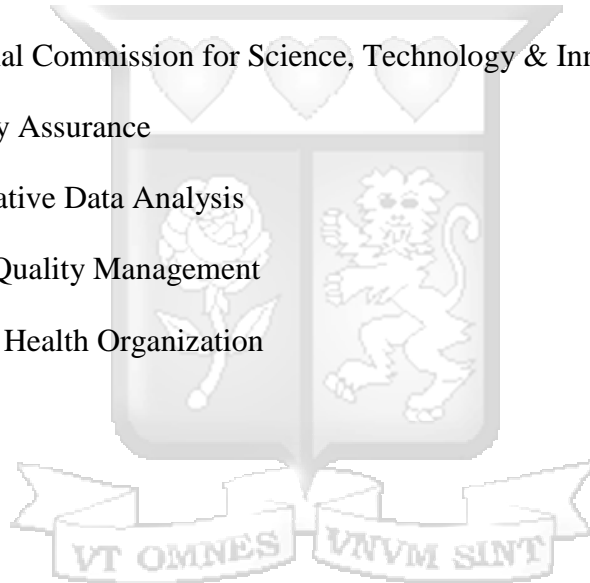 al Commission for Science, Technology & Inn
y Assurance
ative Data Analysis
Quality Management
Health Organization
VT OMNES VNVM SINT